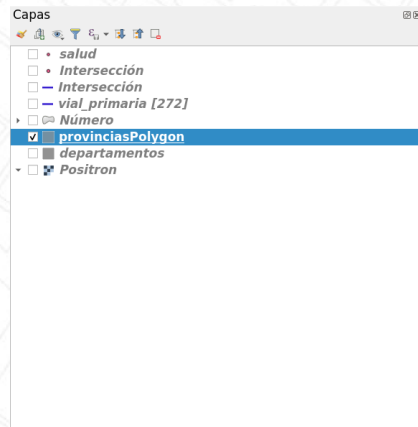 Capas
salud
Intersección
Intersección
vial_primaria [272]
Número
provinciasPolygon
departamentos
Positron